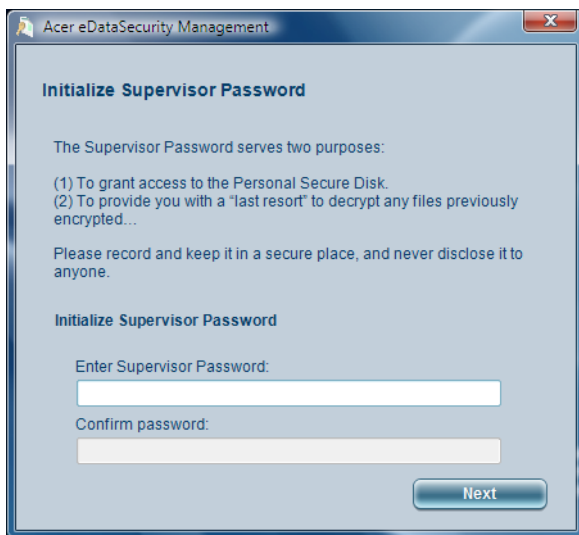 Acer eDataSecurity Management
Initialize Supervisor Password
The Supervisor Password serves two purposes:
(1) To grant access to the Personal Secure Disk.
(2) To provide you with a “last resort” to decrypt any files previously
encrypted...
Please record and keep it in a secure place, and never disclose it to
anyone.
Initialize Supervisor Password
Enter Supervisor Password:
Confirm password:
Next